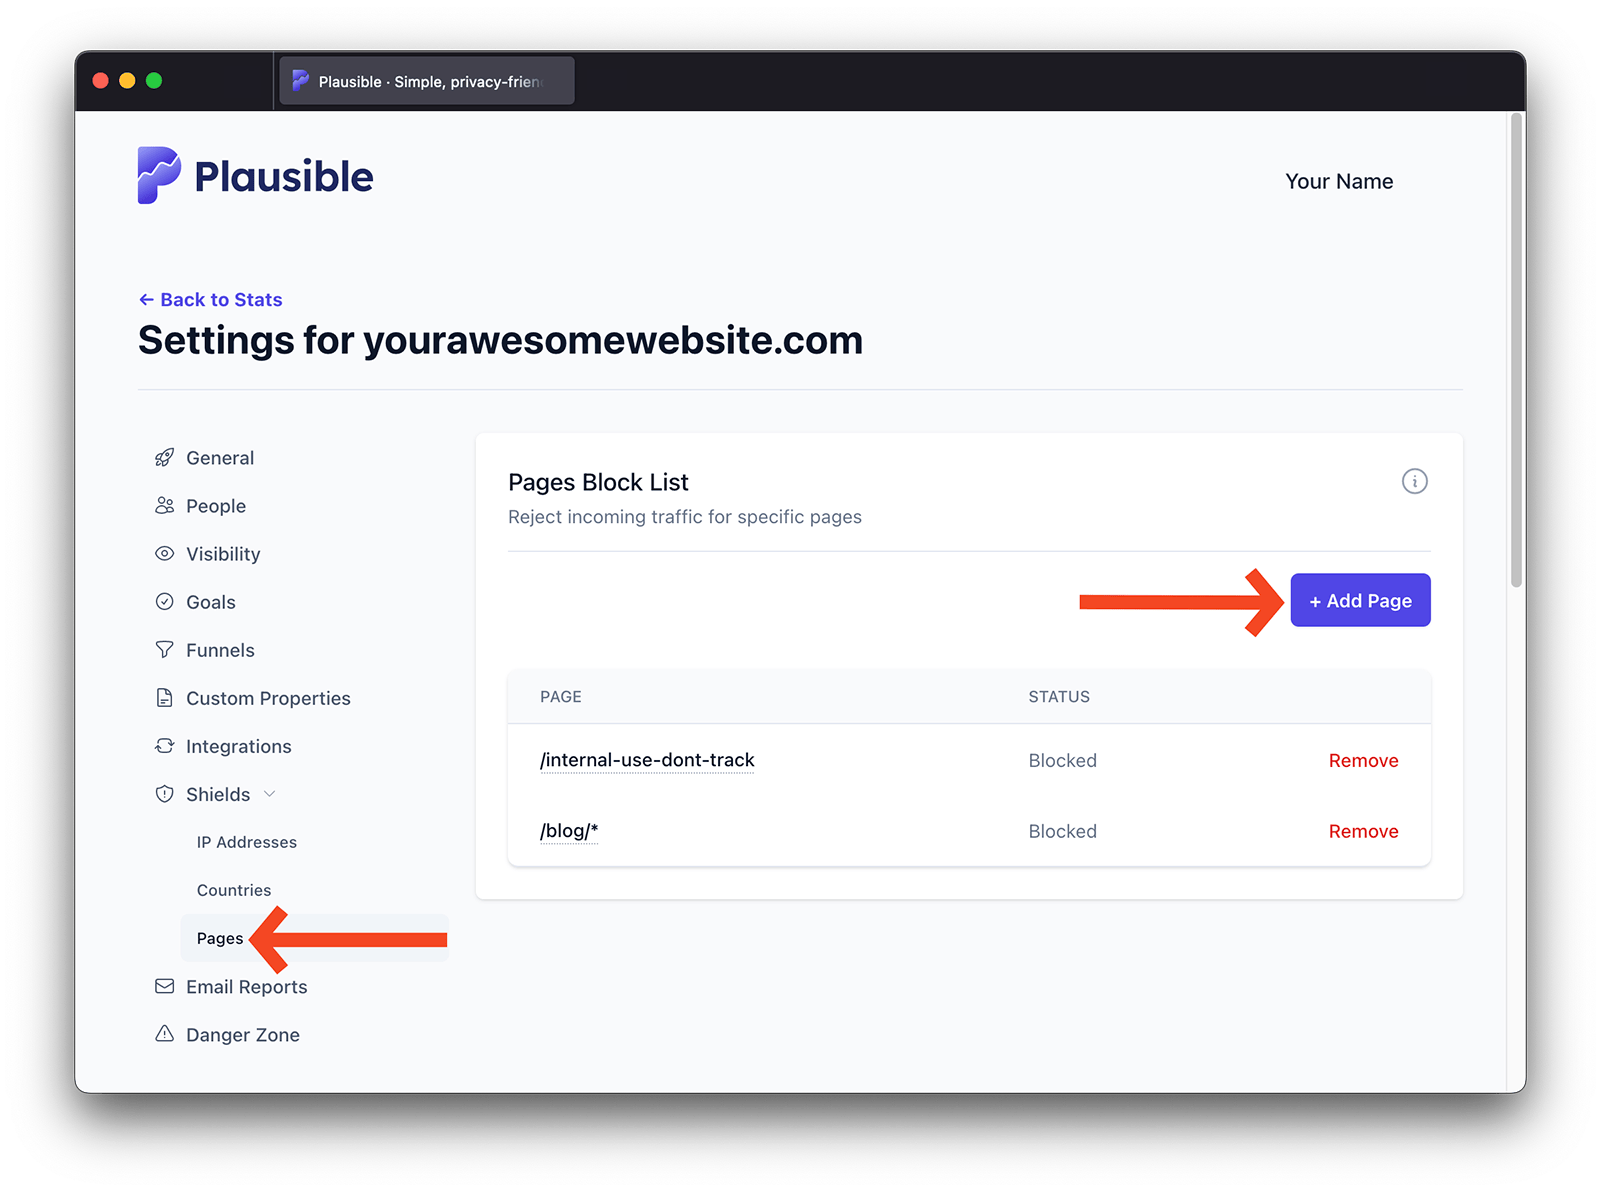 Plausible · Simple, privacy-frien
Plausible
Your Name
← Back to Stats
Settings for yourawesomewebsite.com
General
People
Visibility
Goals
Funnels
Custom Properties
Integrations
Shields
IP Addresses
Countries
Pages
Email Reports
Danger Zone
Pages Block List
Reject incoming traffic for specific pages
+ Add Page
PAGE STATUS
/internal-use-dont-track Blocked Remove
/blog/* Blocked Remove